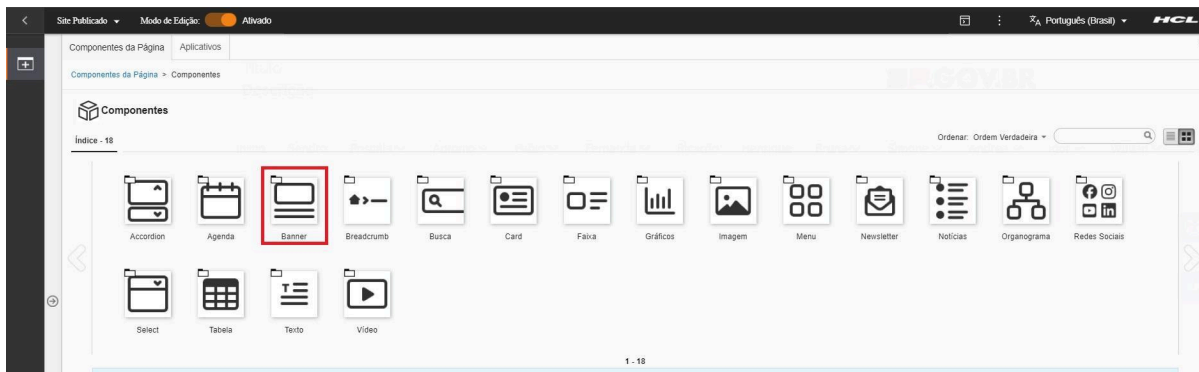 Site Publicado Modo de Edição: Ativado Português (Brasil) HCL
Componentes da Página Aplicativos
Componentes da Página > Componentes
Componentes
Índice - 18 Ordenar: Ordem Verdadeira
Accordion Agenda Banner Breadcrumb Busca Card Faixa Gráficos Imagem Menu Newsletter Notícias Organograma Redes Sociais
Select Tabela Texto Vídeo
1 - 18